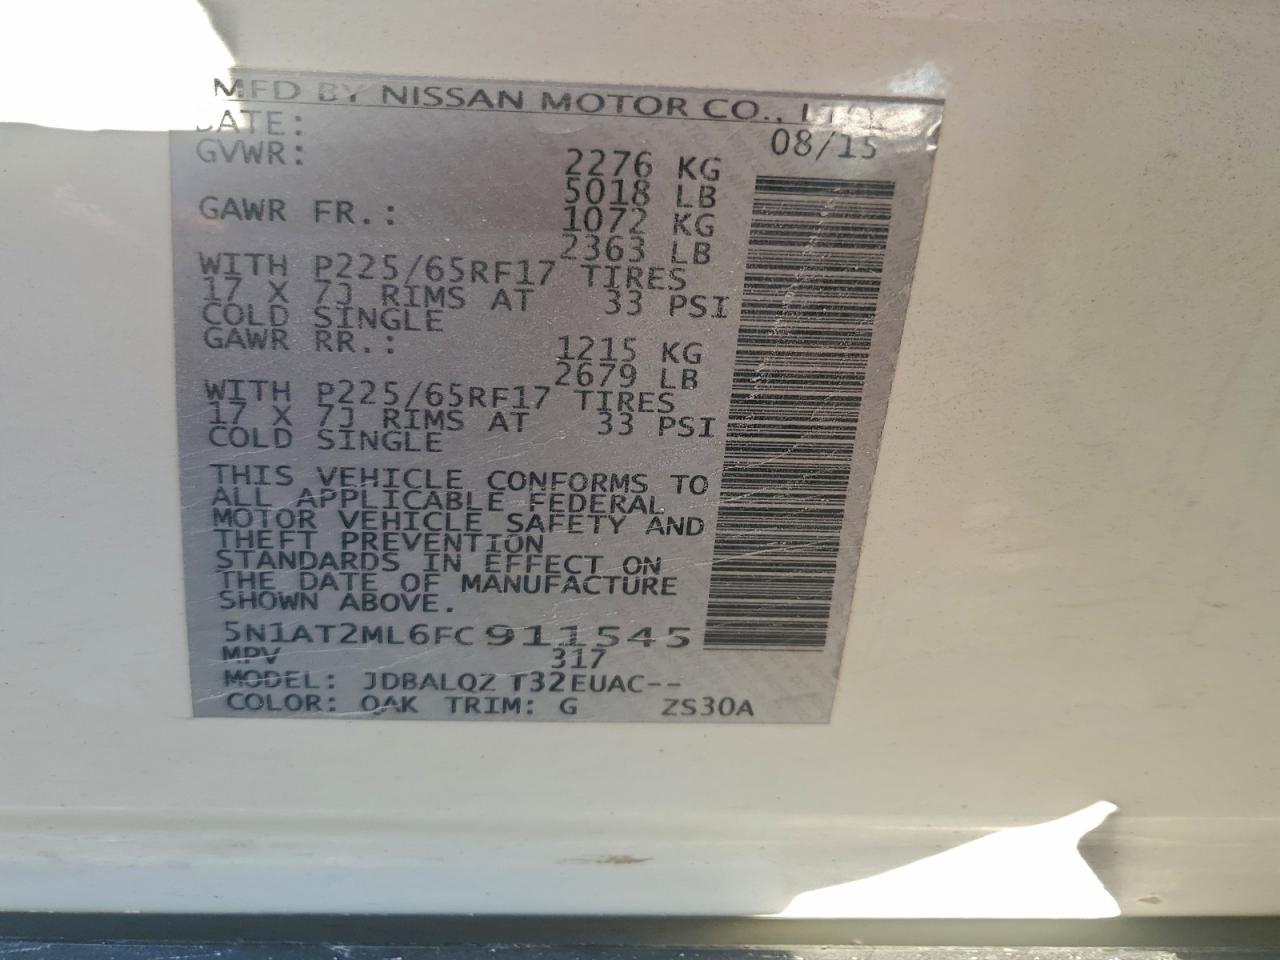 MFD BY NISSAN MOTOR CO., LTD.
DATE: 08/15
GVWR: 2276 KG
5018 LB
GAWR FR.: 1072 KG
2363 LB
WITH P225/65RF17 TIRES
17 X 7J RIMS AT 33 PSI
COLD SINGLE
GAWR RR.: 1215 KG
2679 LB
WITH P225/65RF17 TIRES
17 X 7J RIMS AT 33 PSI
COLD SINGLE
THIS VEHICLE CONFORMS TO
ALL APPLICABLE FEDERAL
MOTOR VEHICLE SAFETY AND
THEFT PREVENTION
STANDARDS IN EFFECT ON
THE DATE OF MANUFACTURE
SHOWN ABOVE.
5N1AT2ML6FC911545
MPV 317
MODEL: JDBALQZ T32EUAC--
COLOR: QAK TRIM: G ZS30A